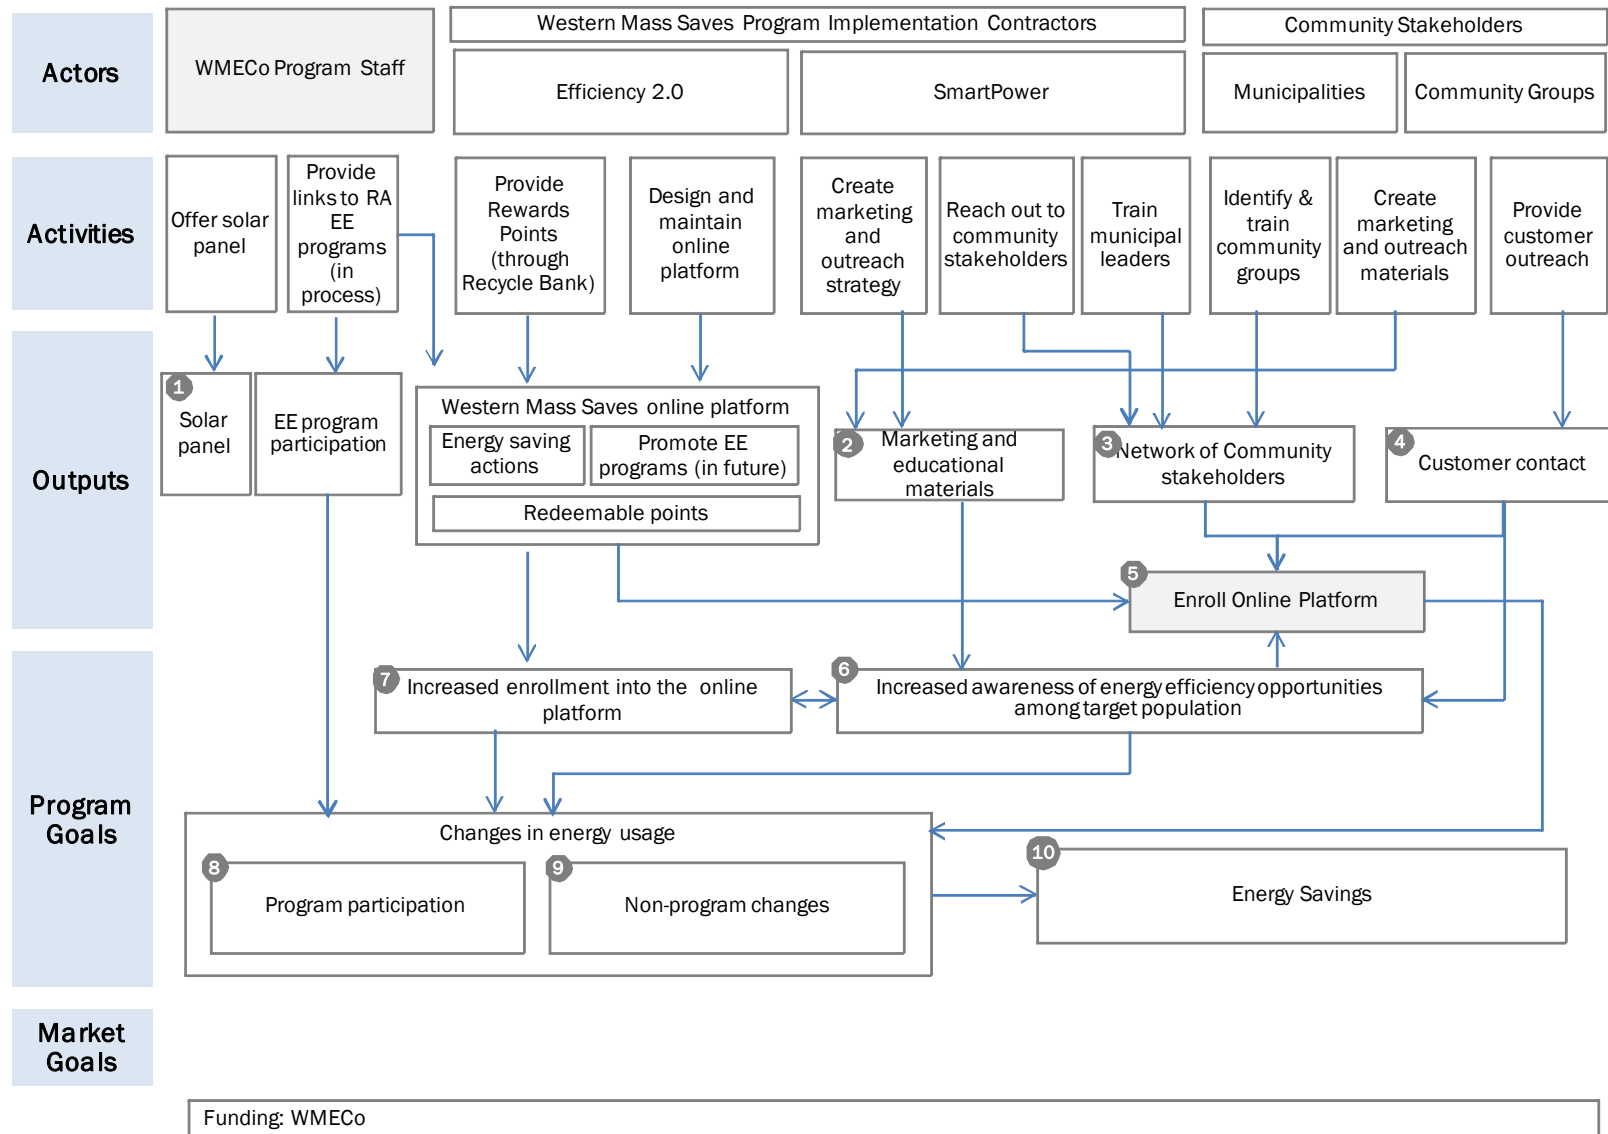 Actors
WMECo Program Staff
Western Mass Saves Program Implementation Contractors
Efficiency 2.0
SmartPower
Community Stakeholders
Municipalities
Community Groups
Activities
Offer solar
panel
Provide
links to RA
EE
programs
(in
process)
Provide
Rewards
Points
(through
Recycle Bank)
Design and
maintain
online
platform
Create
marketing
and
outreach
strategy
Reach out to
community
stakeholders
Train
municipal
leaders
Identify &
train
community
groups
Create
marketing
and outreach
materials
Provide
customer
outreach
Outputs
1
Solar
panel
EE program
participation
Western Mass Saves online platform
Energy saving
actions
Promote EE
programs (in future)
Redeemable points
2
Marketing and
educational
materials
3
Network of Community
stakeholders
4
Customer contact
5
Enroll Online Platform
Program
Goals
7
Increased enrollment into the online
platform
6
Increased awareness of energy efficiency opportunities
among target population
Changes in energy usage
8
Program participation
9
Non-program changes
10
Energy Savings
Market
Goals
Funding: WMECo